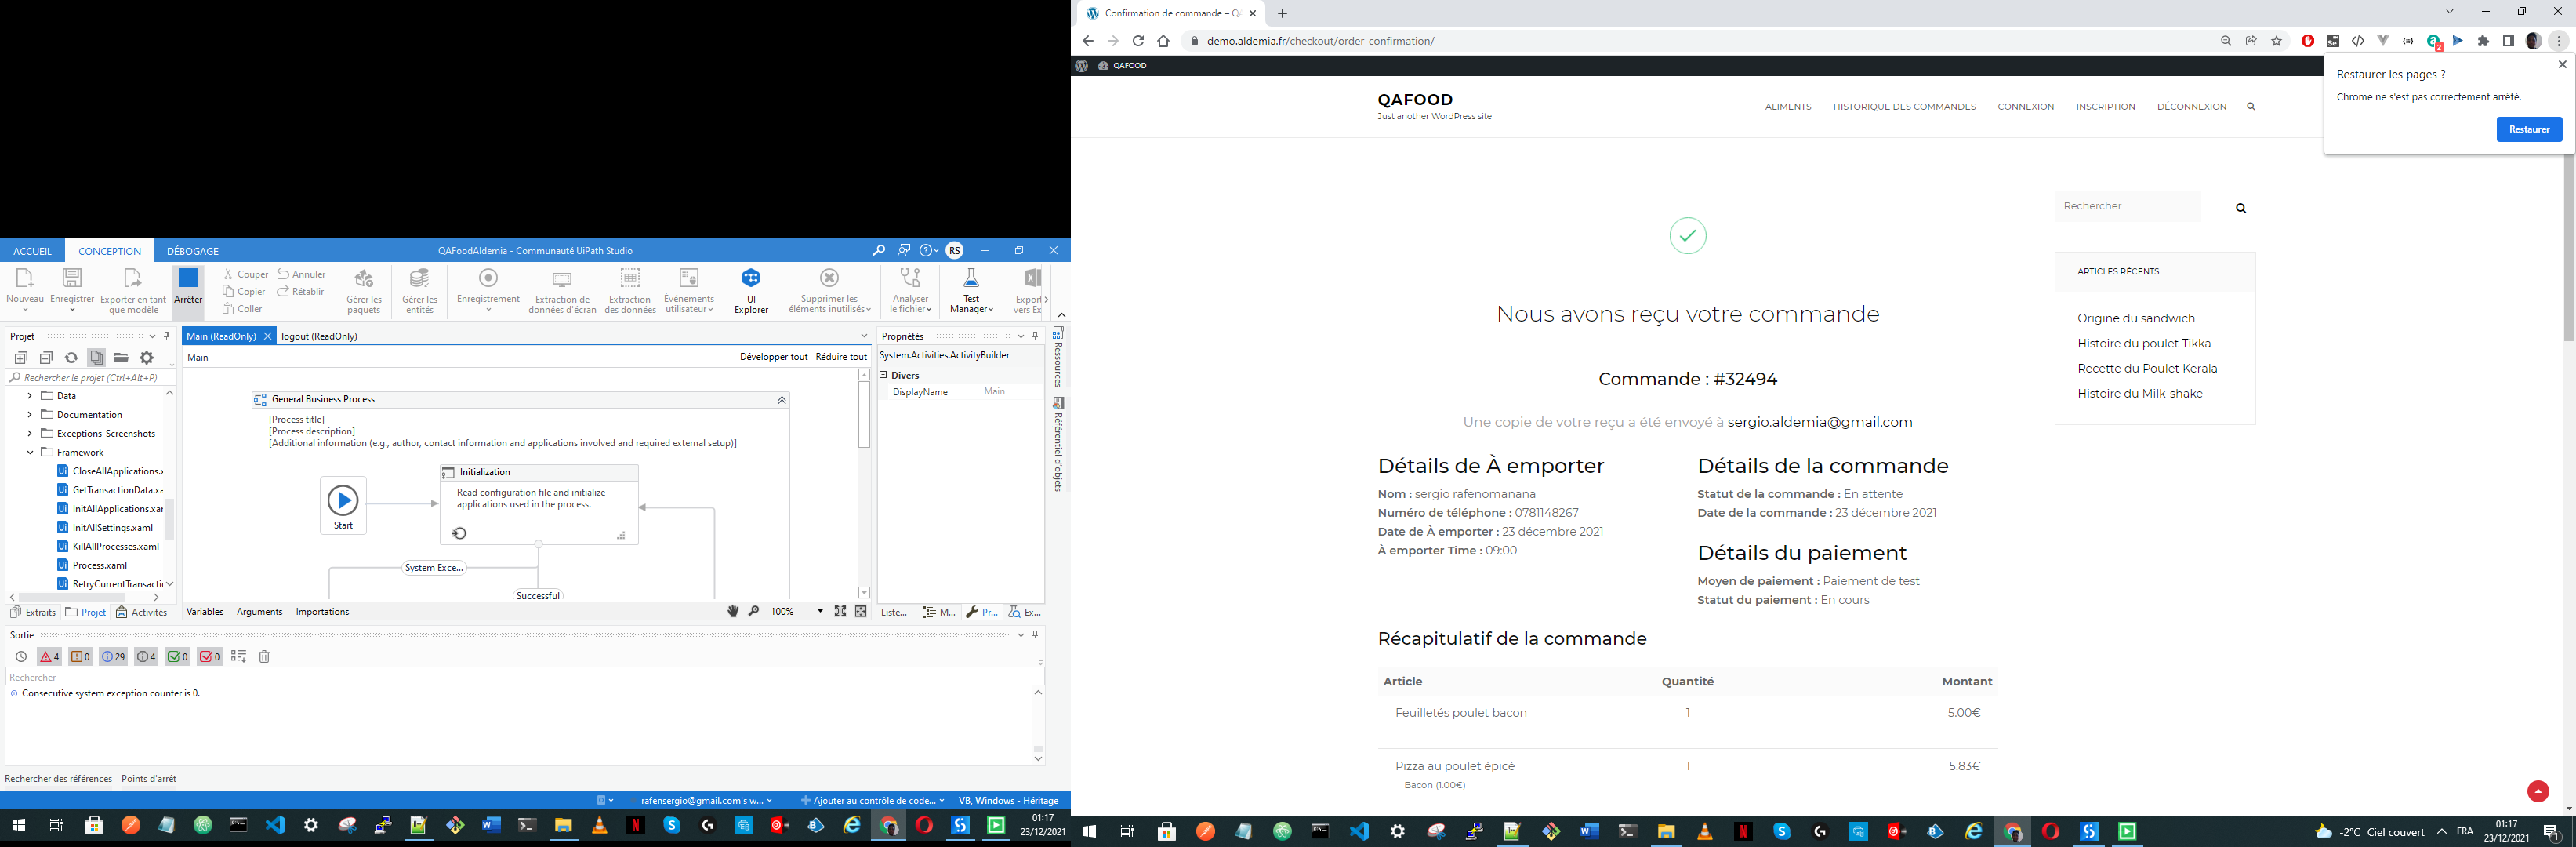 ACCUEIL CONCEPTION DÉBOGAGE QAFoodAldemia - Communauté UiPath Studio RS
Nouveau Enregistrer Exporter en tant que modèle Arrêter
Couper Annuler
Copier Rétablir
Coller
Gérer les paquets Gérer les entités Enregistrement Extraction de données d'écran Extraction des données Événements utilisateur UI Explorer Supprimer les éléments inutilisés Analyser le fichier Test Manager Export vers Ex
Projet
Rechercher le projet (Ctrl+Alt+P)
Data
Documentation
Exceptions_Screenshots
Framework
CloseAllApplications.x
GetTransactionData.xa
InitAllApplications.xar
InitAllSettings.xaml
KillAllProcesses.xaml
Process.xaml
RetryCurrentTransacti
Extraits Projet Activités
Main (ReadOnly) logout (ReadOnly)
Main Développer tout Réduire tout
General Business Process
[Process title]
[Process description]
[Additional information (e.g., author, contact information and applications involved and required external setup)]
Start
Initialization
Read configuration file and initialize
applications used in the process.
System Exce...
Successful
Variables Arguments Importations 100%
Propriétés
System.Activities.ActivityBuilder
Divers
DisplayName Main
Liste... M... Pr... Ex...
Ressources
Référentiel d'objets
Sortie
4 0 29 4 0 0
Rechercher
Consecutive system exception counter is 0.
Rechercher des références Points d'arrêt
rafensergio@gmail.com's w... Ajouter au contrôle de code... VB, Windows - Héritage
01:17
23/12/2021
Confirmation de commande – Q
demo.aldemia.fr/checkout/order-confirmation/
2
QAFOOD
Restaurer les pages ?
Chrome ne s'est pas correctement arrêté.
Restaurer
QAFOOD
Just another WordPress site
ALIMENTS HISTORIQUE DES COMMANDES CONNEXION INSCRIPTION DÉCONNEXION
Rechercher ...
ARTICLES RÉCENTS
Origine du sandwich
Histoire du poulet Tikka
Recette du Poulet Kerala
Histoire du Milk-shake
Nous avons reçu votre commande
Commande : #32494
Une copie de votre reçu a été envoyé à sergio.aldemia@gmail.com
Détails de À emporter
Nom : sergio rafenomanana
Numéro de téléphone : 0781148267
Date de À emporter : 23 décembre 2021
À emporter Time : 09:00
Détails de la commande
Statut de la commande : En attente
Date de la commande : 23 décembre 2021
Détails du paiement
Moyen de paiement : Paiement de test
Statut du paiement : En cours
Récapitulatif de la commande
Article Quantité Montant
Feuilletés poulet bacon 1 5.00€
Pizza au poulet épicé 1 5.83€
Bacon (1.00€)
-2°C Ciel couvert FRA 01:17
23/12/2021
1